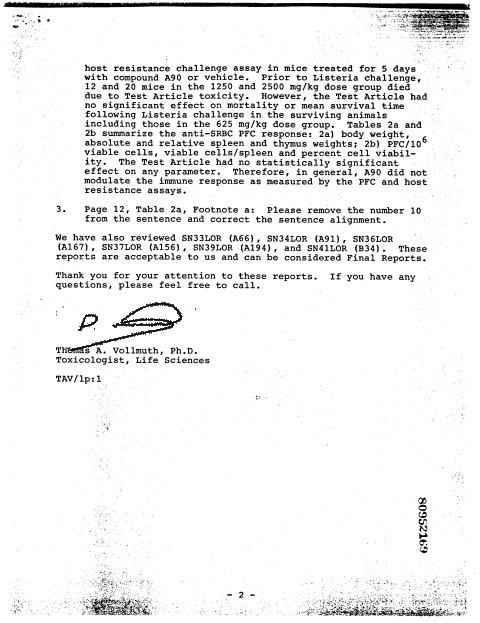 host resistance challenge assay in mice treated for 5 days
with compound A90 or vehicle. Prior to Listeria challenge,
12 and 20 mice in the 1250 and 2500 mg/kg dose group died
due to Test Article toxicity. However, the Test Article had
no significant effect on mortality or mean survival time
following Listeria challenge in the surviving animals
including those in the 625 mg/kg dose group. Tables 2a and
2b summarize the anti-SRBC PFC response: 2a) body weight,
absolute and relative spleen and thymus weights; 2b) PFC/10⁶
viable cells, viable cells/spleen and percent cell viabil-
ity. The Test Article had no statistically significant
effect on any parameter. Therefore, in general, A90 did not
modulate the immune response as measured by the PFC and host
resistance assays.
3. Page 12, Table 2a, Footnote a: Please remove the number 10
from the sentence and correct the sentence alignment.
We have also reviewed SN33LOR (A66), SN34LOR (A91), SN36LOR
(A167), SN37LOR (A156), SN39LOR (A194), and SN41LOR (B34). These
reports are acceptable to us and can be considered Final Reports.
Thank you for your attention to these reports. If you have any
questions, please feel free to call.
Thomas A. Vollmuth, Ph.D.
Toxicologist, Life Sciences
TAV/lp:1
80952169
- 2 -